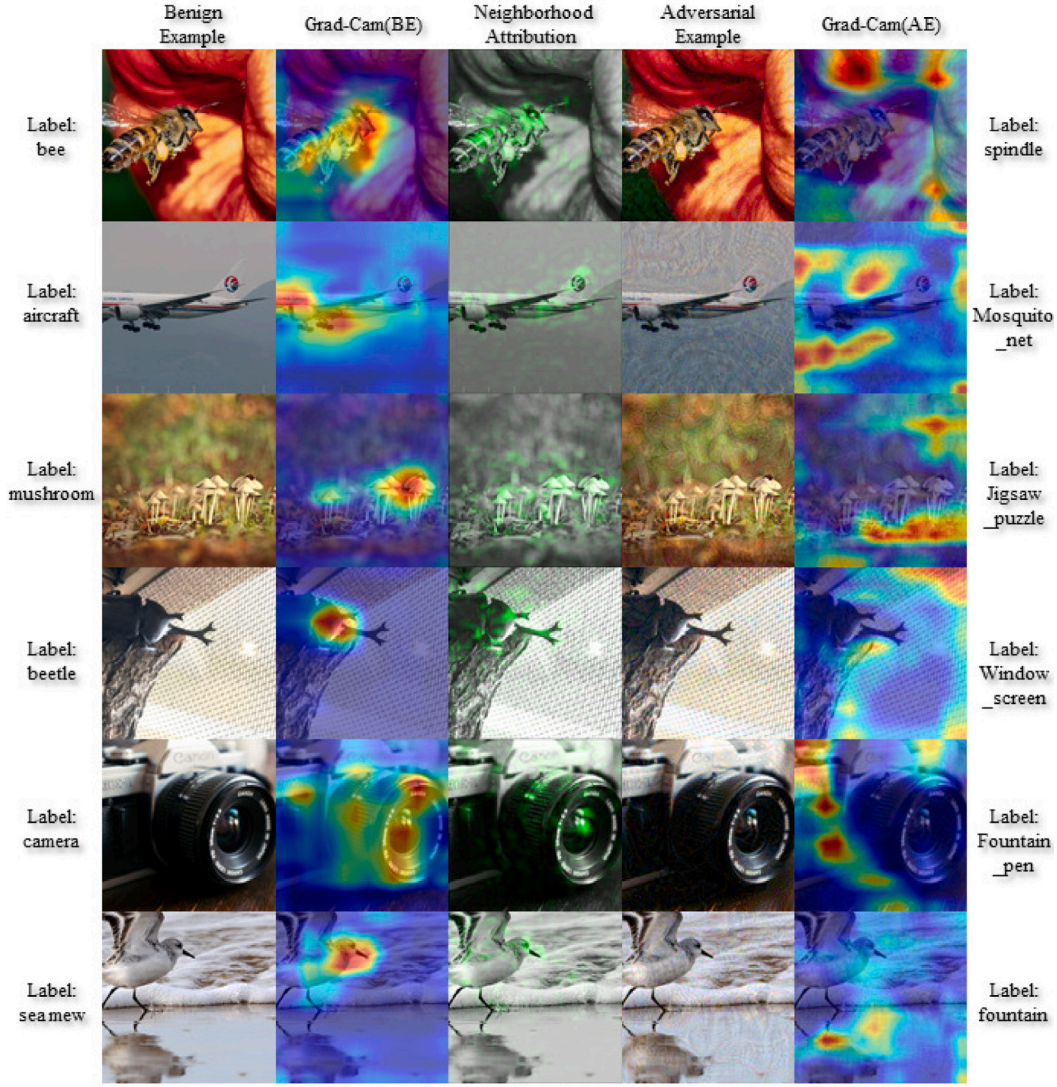 Benign
Example
Grad-Cam(BE)
Neighborhood
Attribution
Adversarial
Example
Grad-Cam(AE)
Label:
bee
Label:
spindle
Label:
aircraft
Label:
Mosquito
_net
Label:
mushroom
Label:
Jigsaw
_puzzle
Label:
beetle
Label:
Window
_screen
Label:
camera
Label:
Fountain
_pen
Label:
sea mew
Label:
fountain